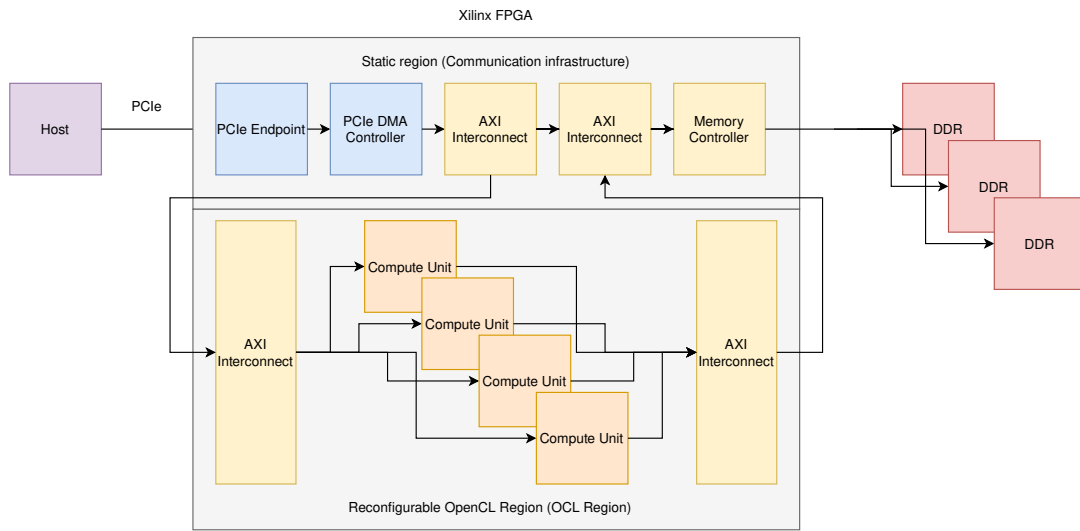 Xilinx FPGA
Static region (Communication infrastructure)
Host
PCIe
PCIe Endpoint
PCIe DMA
Controller
AXI
Interconnect
AXI
Interconnect
Memory
Controller
DDR
DDR
DDR
AXI
Interconnect
Compute Unit
Compute Unit
Compute Unit
Compute Unit
AXI
Interconnect
Reconfigurable OpenCL Region (OCL Region)